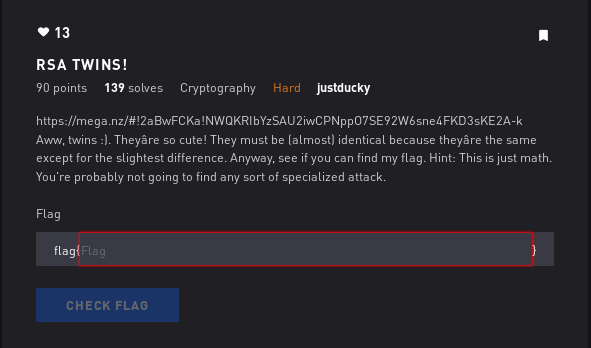 13
RSA TWINS!
90 points 139 solves Cryptography Hard justducky
https://mega.nz/#!2aBwFCKa!NWQKRIbYzSAU2iwCPNppO7SE92W6sne4FKD3sKE2A-k
Aww, twins :). Theyâre so cute! They must be (almost) identical because theyâre the same
except for the slightest difference. Anyway, see if you can find my flag. Hint: This is just math.
You're probably not going to find any sort of specialized attack.
Flag
flag{Flag}
CHECK FLAG